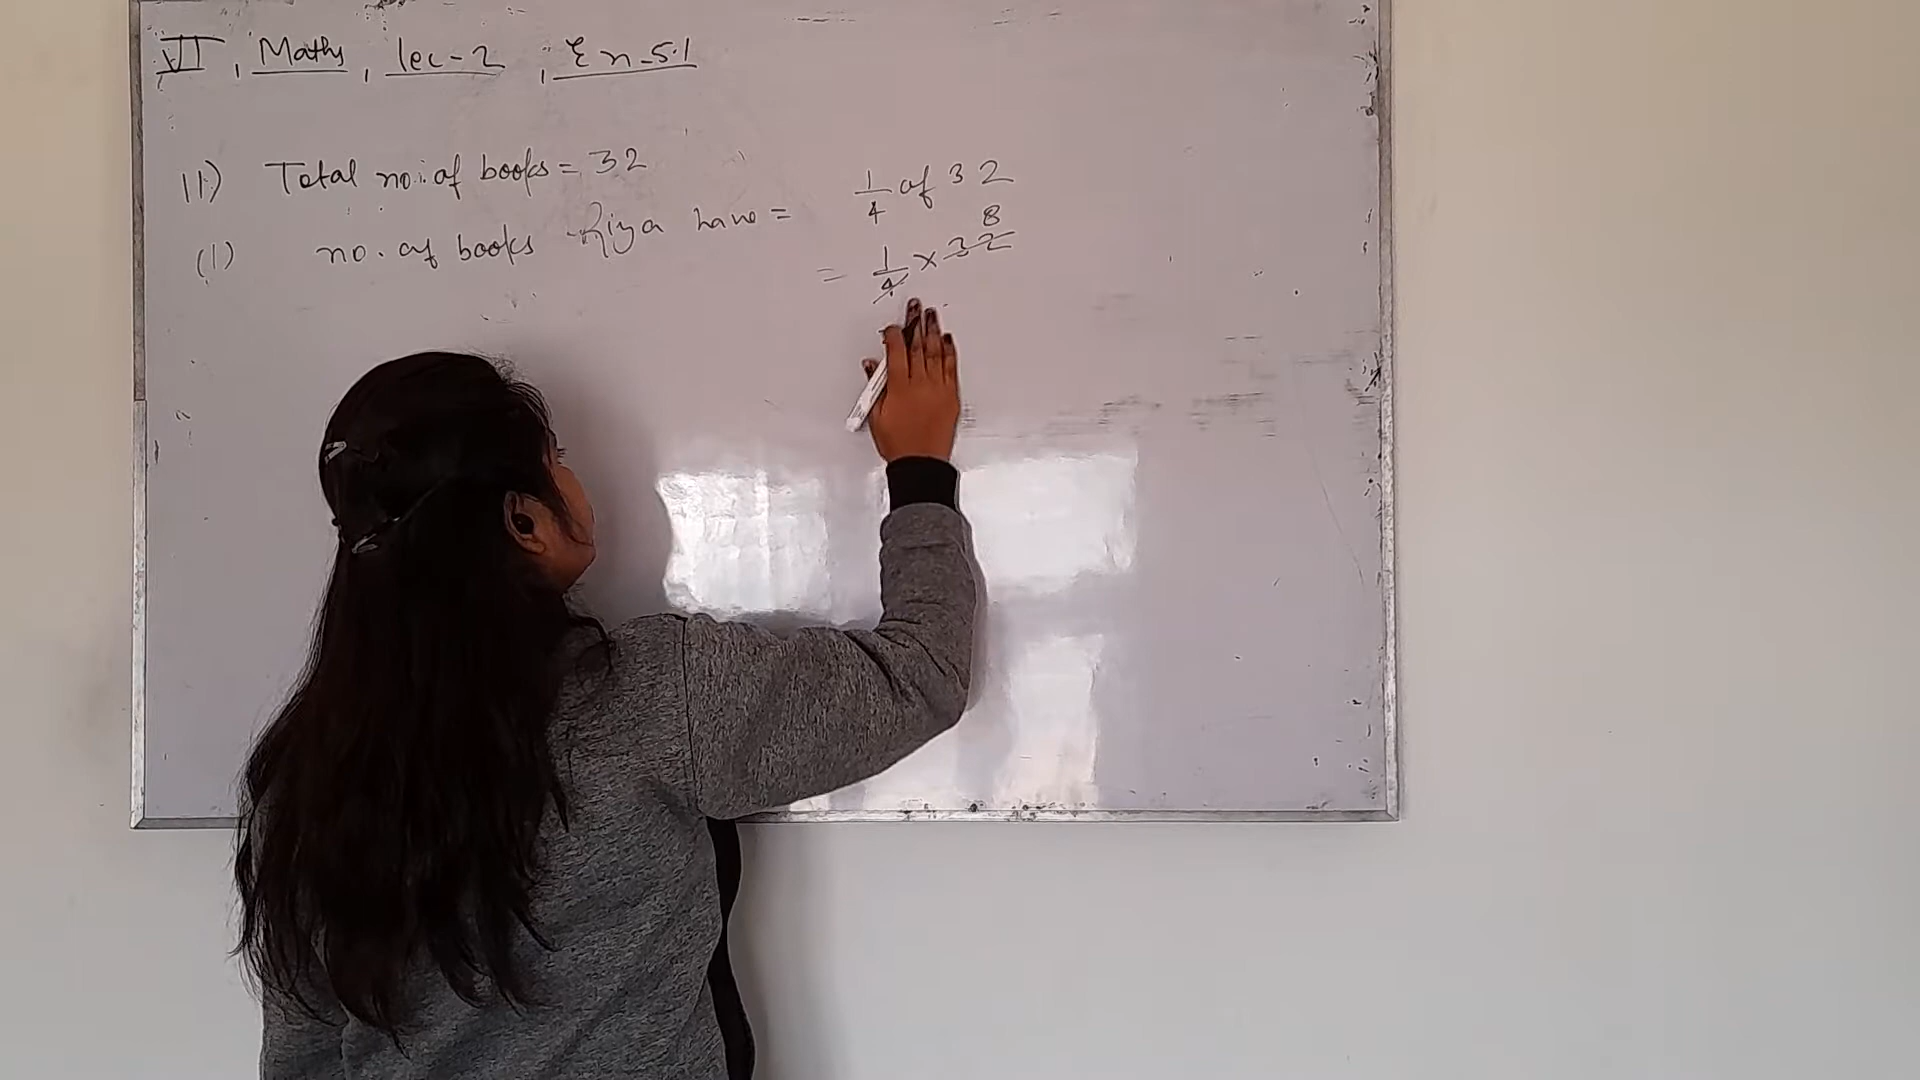 VI, Maths, lec-2, Ex-5.1
11) Total no. of books = 32
(1) no. of books Riya have = 1/4 of 32
= 1/4 × 32 8